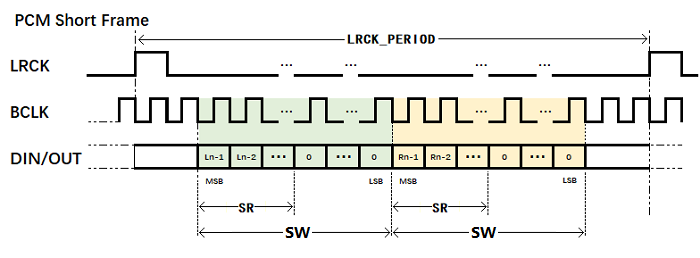 PCM Short Frame
LRCK_PERIOD
LRCK ... ... ... ...
BCLK ... ... ... ...
DIN/OUT Ln-1 Ln-2 ... 0 ... 0 Rn-1 Rn-2 ... 0 ... 0
MSB LSB MSB LSB
SR SR
SW SW